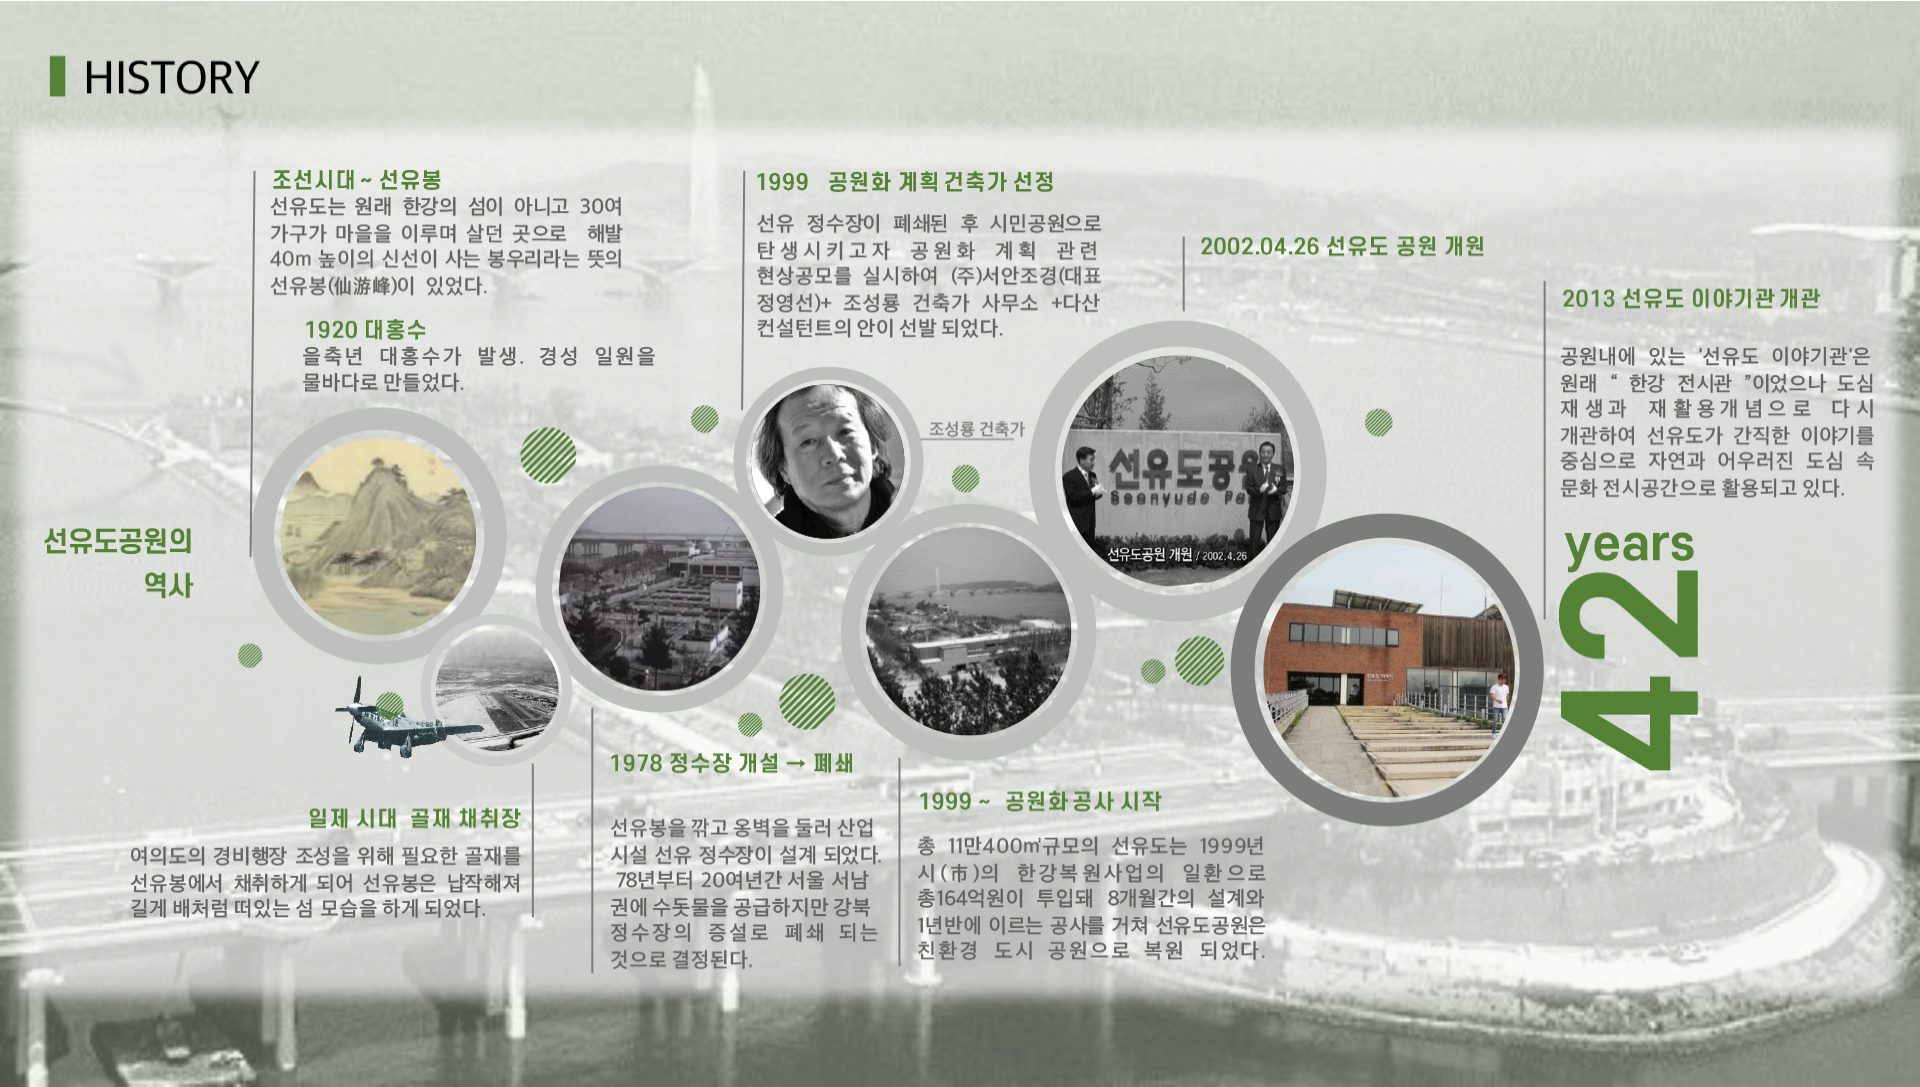 HISTORY
조선시대 ~ 선유봉
선유도는 원래 한강의 섬이 아니고 30여
가구가 마을을 이루며 살던 곳으로 해발
40m 높이의 신선이 사는 봉우리라는 뜻의
선유봉(仙游峰)이 있었다.
1920 대홍수
을축년 대홍수가 발생. 경성 일원을
물바다로 만들었다.
1999 공원화 계획 건축가 선정
선유 정수장이 폐쇄된 후 시민공원으로
탄생시키고자 공원화 계획 관련
현상공모를 실시하여 (주)서안조경(대표
정영선)+ 조성룡 건축가 사무소 +다산
컨설턴트의 안이 선발 되었다.
조성룡 건축가
2002.04.26 선유도 공원 개원
선유도공원
Seonyudo Pa
선유도공원 개원 / 2002.4.26
2013 선유도 이야기관 개관
공원내에 있는 '선유도 이야기관'은
원래 “ 한강 전시관 ”이었으나 도심
재생과 재활용개념으로 다시
개관하여 선유도가 간직한 이야기를
중심으로 자연과 어우러진 도심 속
문화 전시공간으로 활용되고 있다.
선유도공원의
역사
years
42
일제 시대 골재 채취장
여의도의 경비행장 조성을 위해 필요한 골재를
선유봉에서 채취하게 되어 선유봉은 납작해져
길게 배처럼 떠있는 섬 모습을 하게 되었다.
1978 정수장 개설 → 폐쇄
선유봉을 깎고 옹벽을 둘러 산업
시설 선유 정수장이 설계 되었다.
78년부터 20여년간 서울 서남
권에 수돗물을 공급하지만 강북
정수장의 증설로 폐쇄 되는
것으로 결정된다.
1999 ~ 공원화 공사 시작
총 11만400㎡규모의 선유도는 1999년
시(市)의 한강복원사업의 일환으로
총164억원이 투입돼 8개월간의 설계와
1년반에 이르는 공사를 거쳐 선유도공원은
친환경 도시 공원으로 복원 되었다.